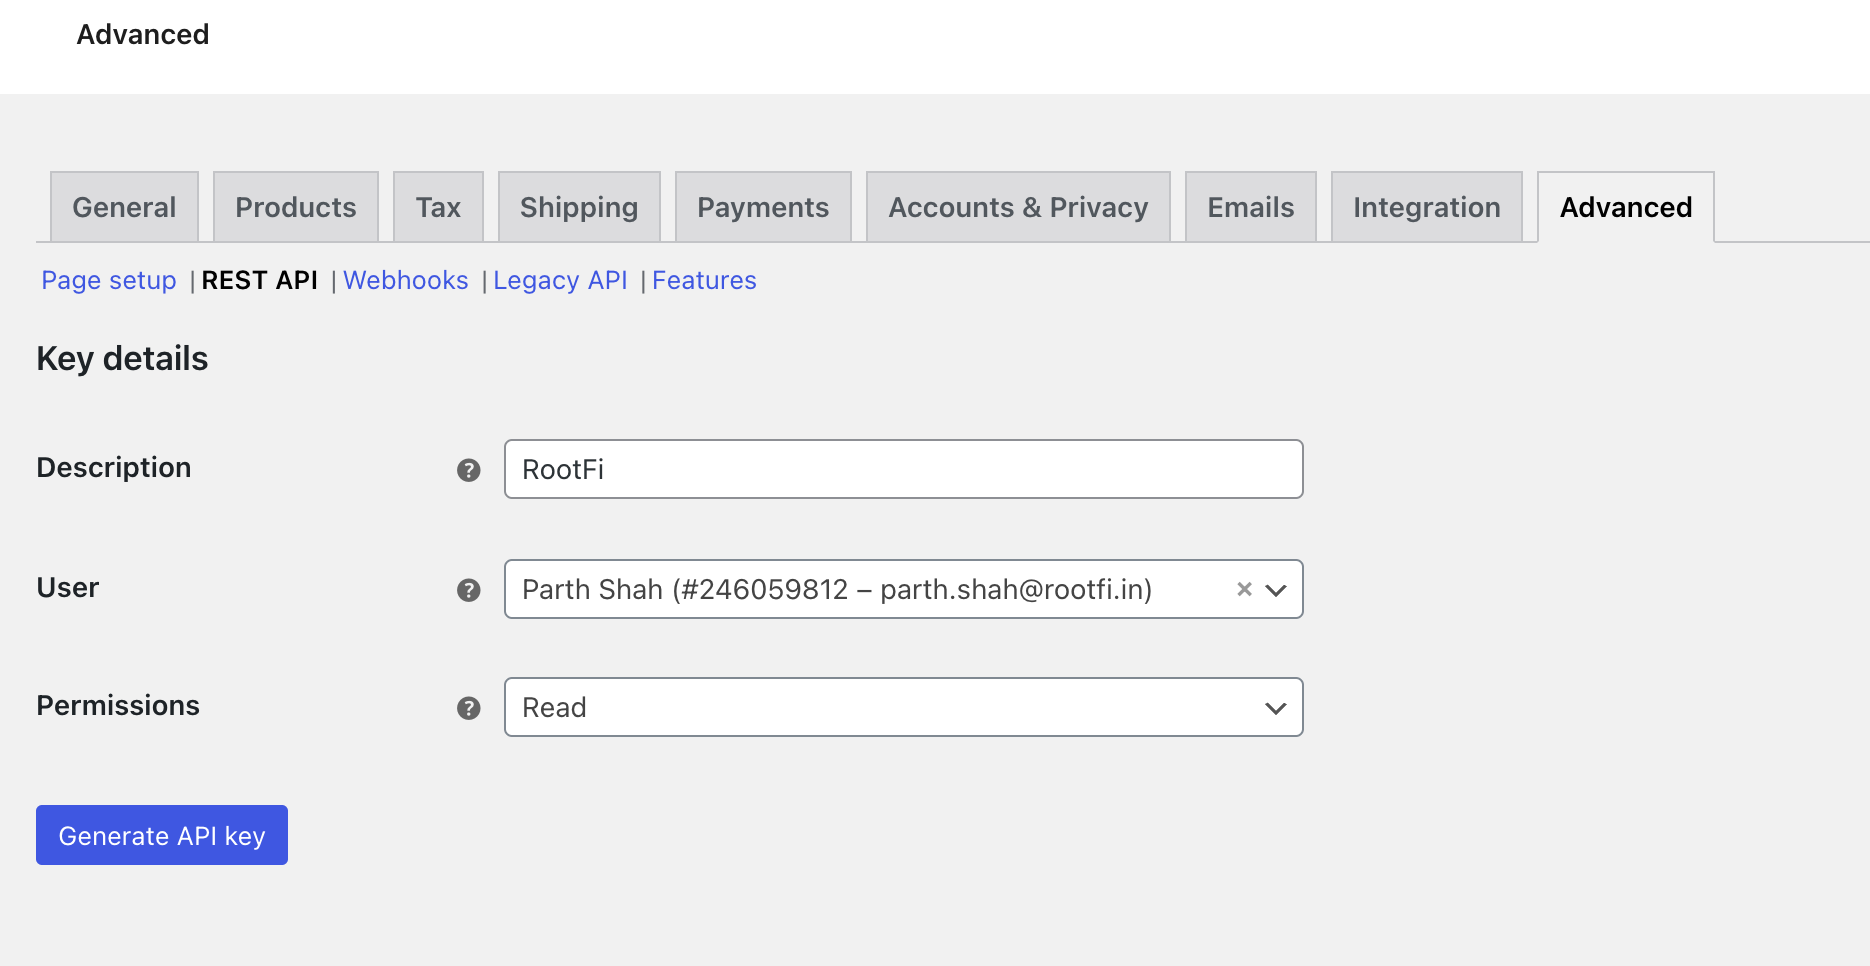 Advanced
General Products Tax Shipping Payments Accounts & Privacy Emails Integration Advanced
Page setup | REST API | Webhooks | Legacy API | Features
Key details
Description ? RootFi
User ? Parth Shah (#246059812 – parth.shah@rootfi.in) ×
Permissions ? Read
Generate API key